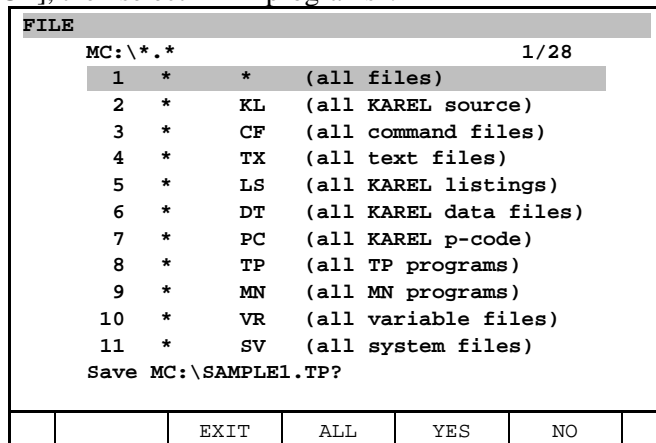 FILE
MC:\*.* 1/28
1 * * (all files)
2 * KL (all KAREL source)
3 * CF (all command files)
4 * TX (all text files)
5 * LS (all KAREL listings)
6 * DT (all KAREL data files)
7 * PC (all KAREL p-code)
8 * TP (all TP programs)
9 * MN (all MN programs)
10 * VR (all variable files)
11 * SV (all system files)
Save MC:\SAMPLE1.TP?
EXIT ALL YES NO